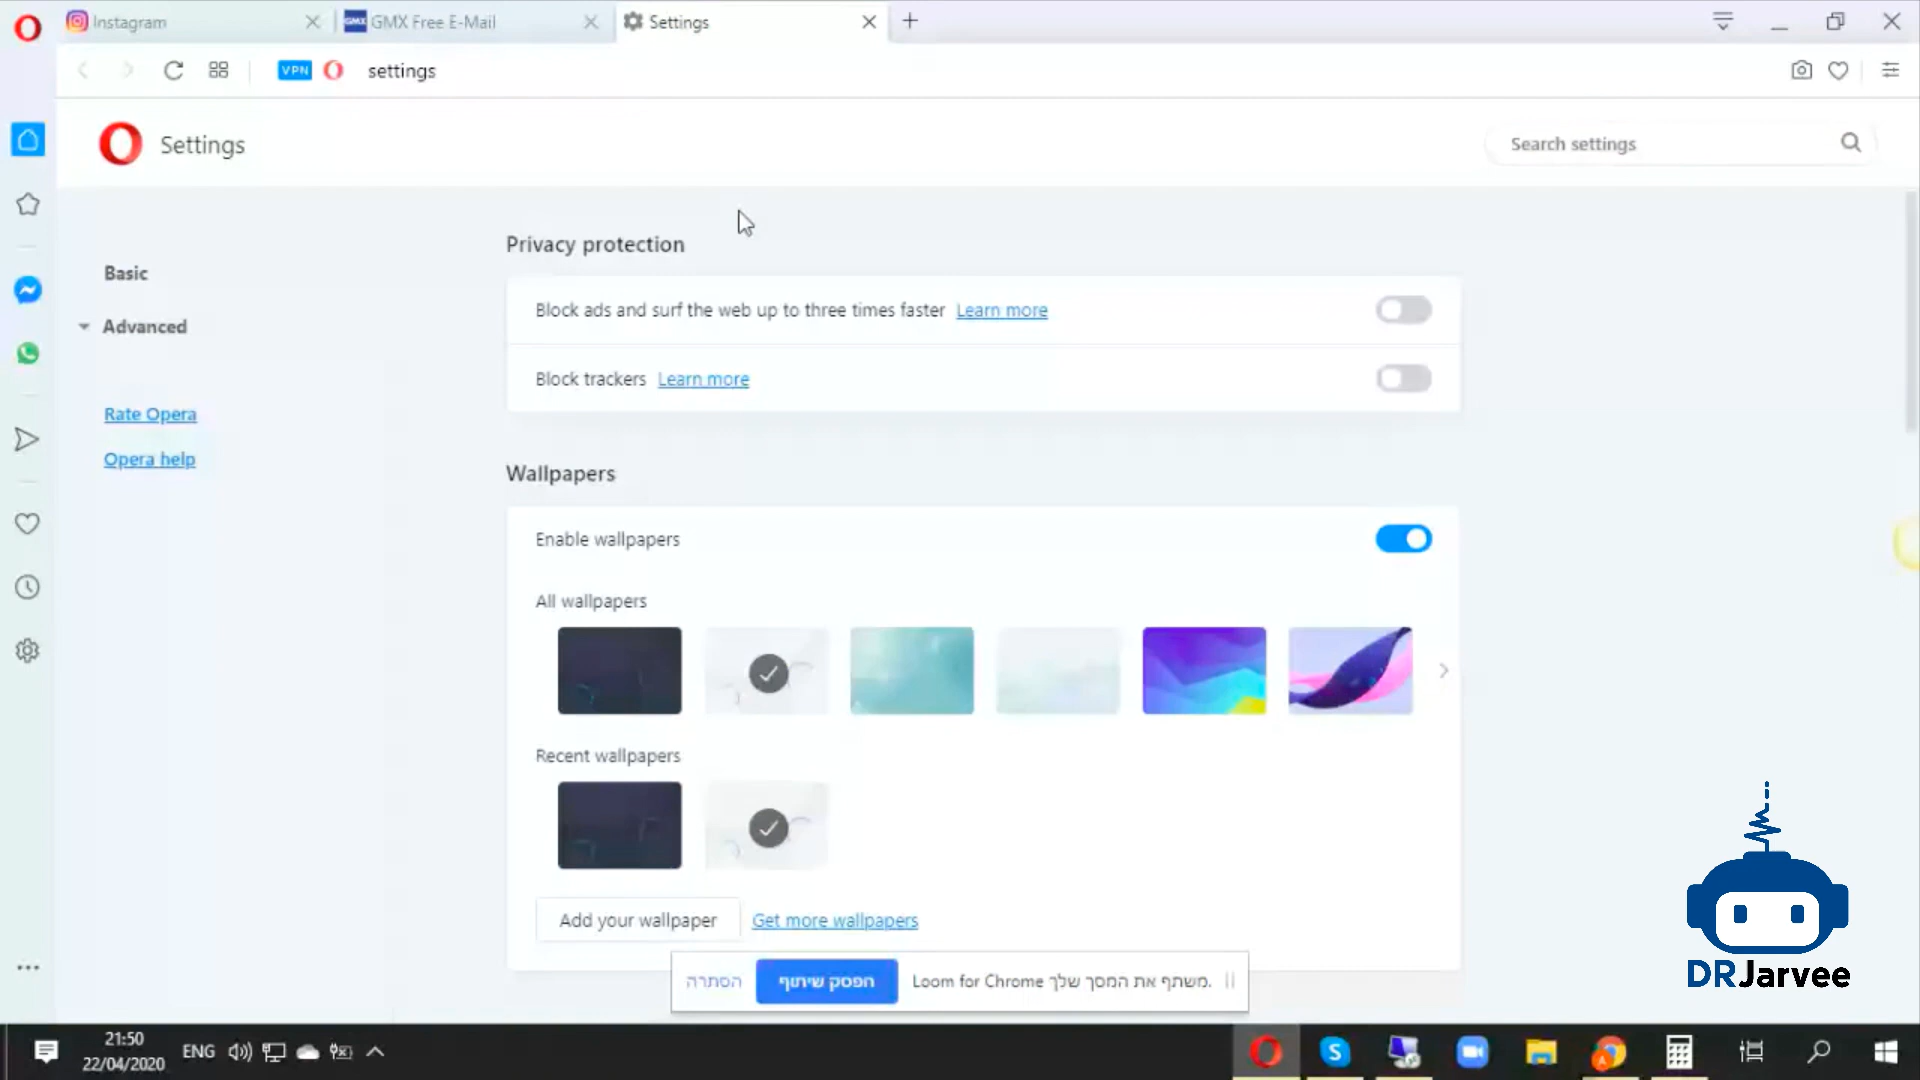 Instagram
GMX GMX Free E-Mail
Settings
VPN
settings
Settings
Search settings
Basic
Advanced
Rate Opera
Opera help
Privacy protection
Block ads and surf the web up to three times faster Learn more
Block trackers Learn more
Wallpapers
Enable wallpapers
All wallpapers
Recent wallpapers
Add your wallpaper
Get more wallpapers
Loom for Chrome משתף את המסך שלך.
הפסק שיתוף
הסתרה
DRJarvee
21:50
22/04/2020
ENG
S